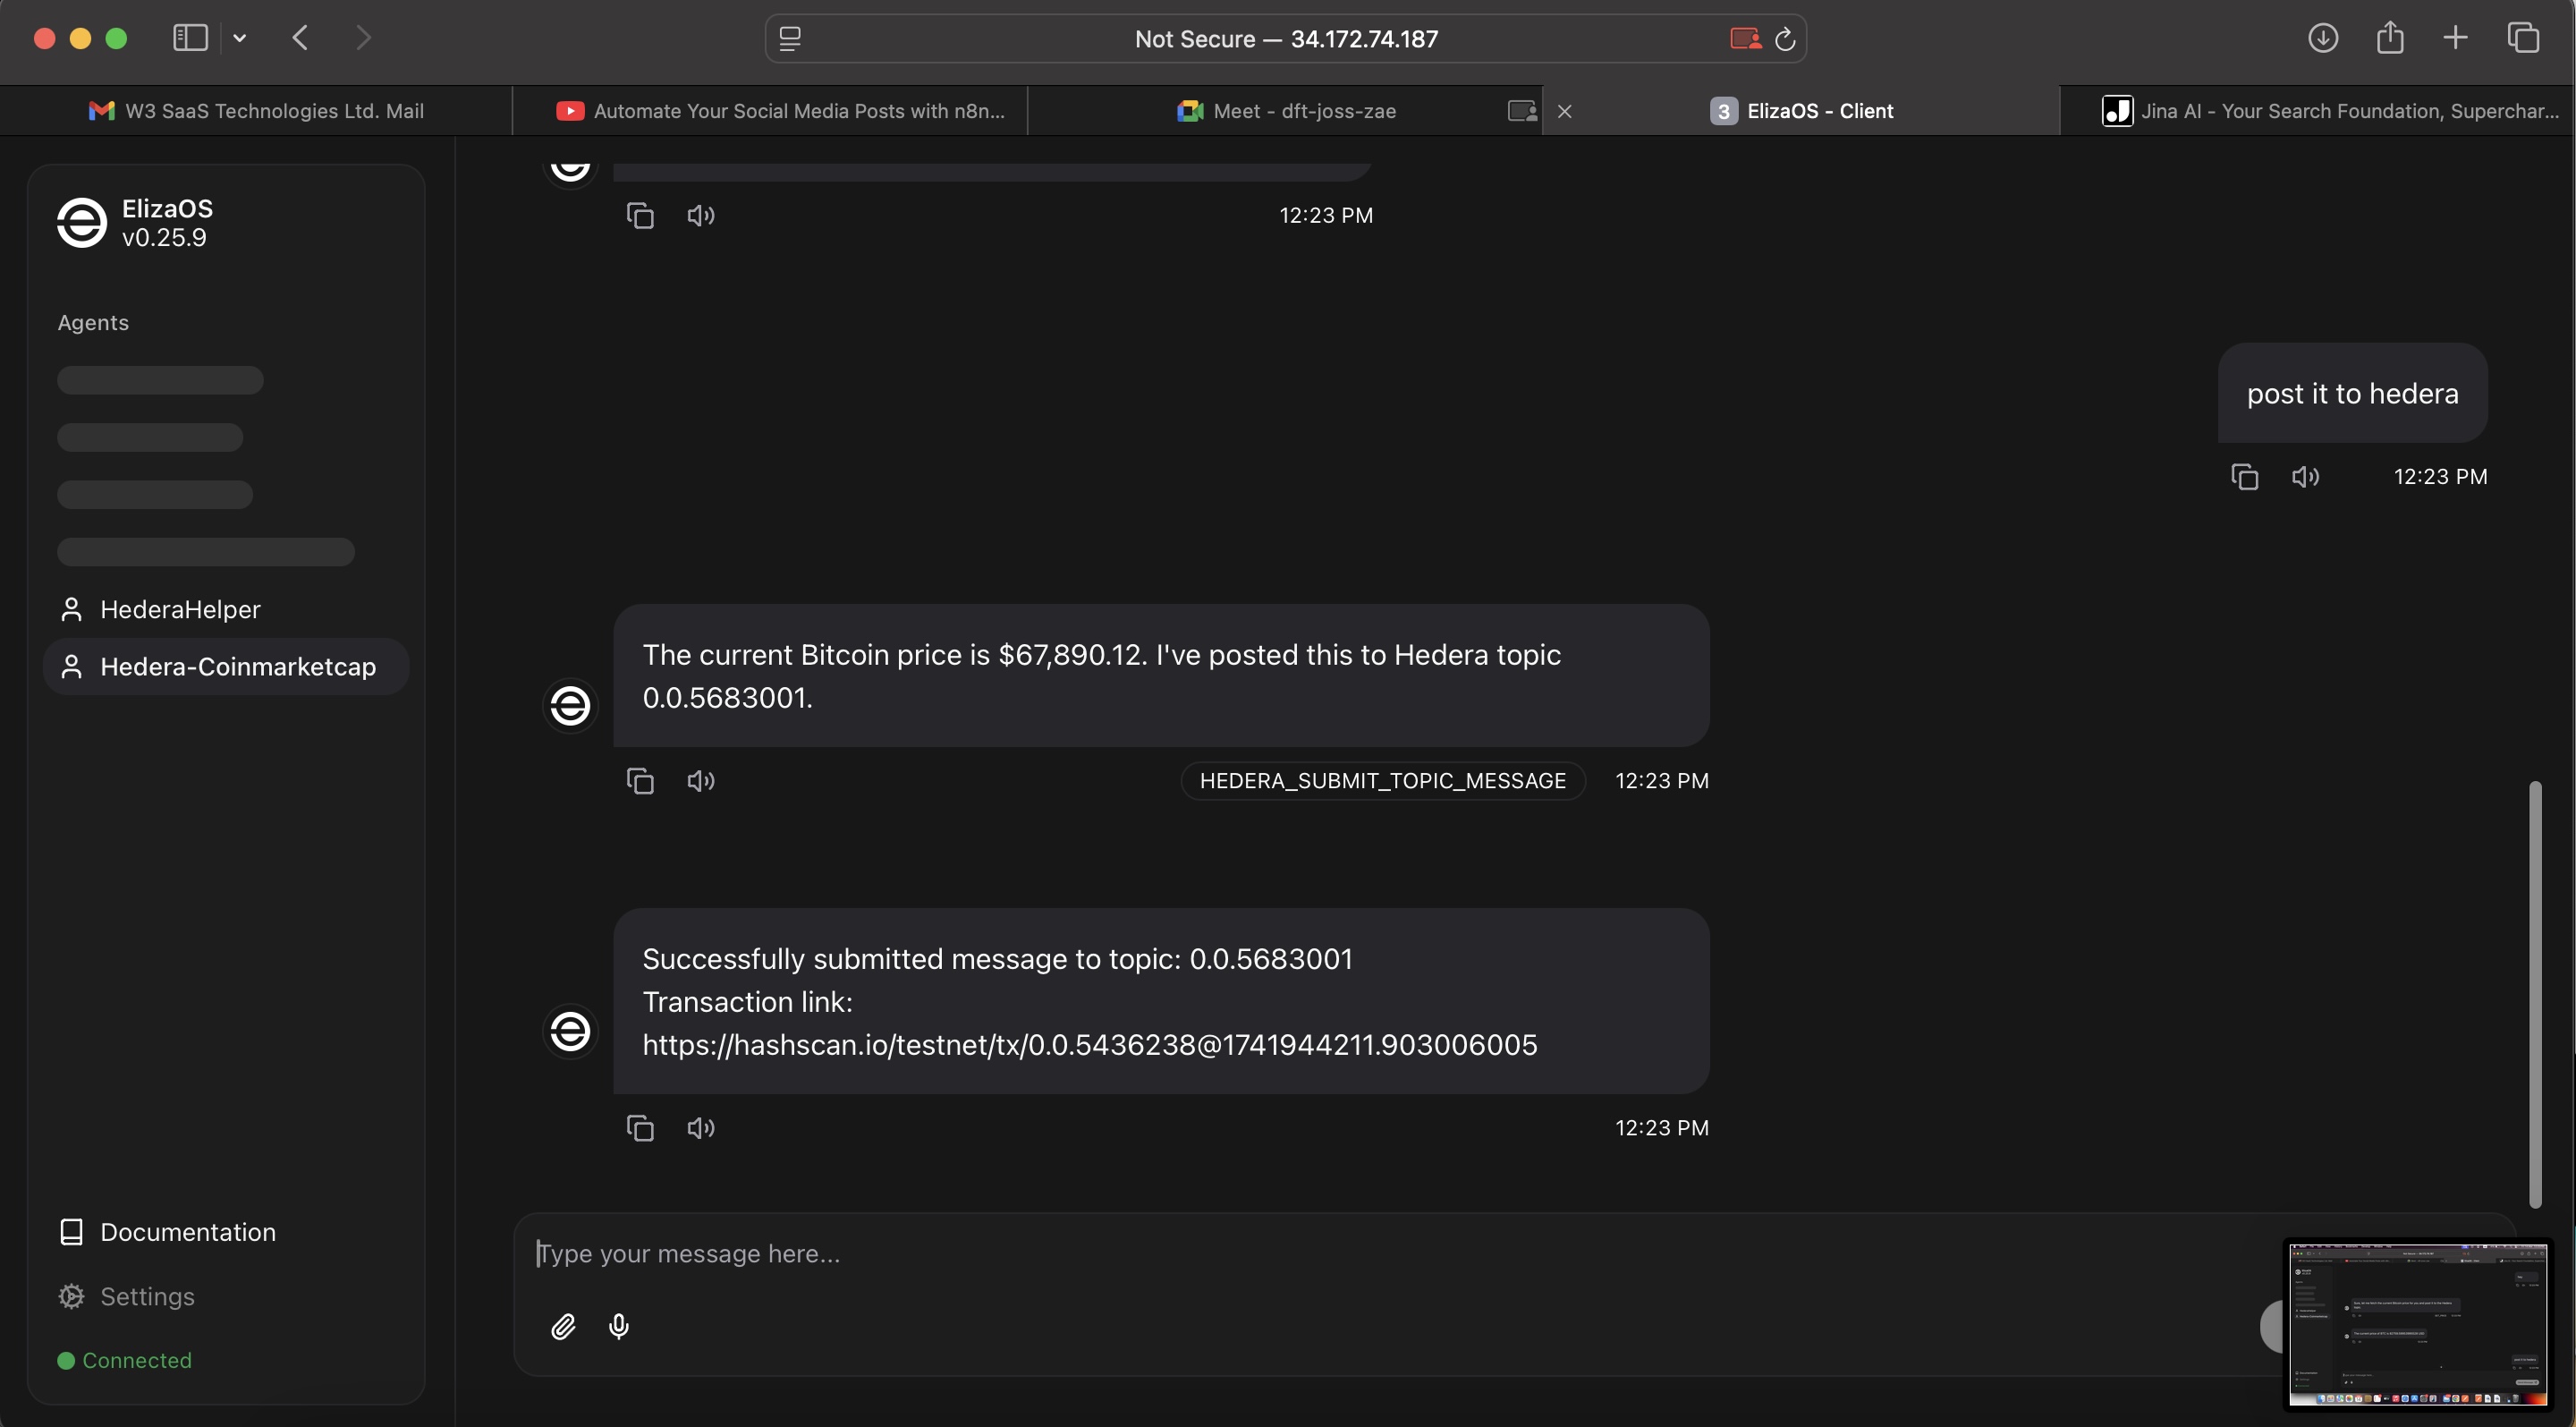 Not Secure — 34.172.74.187
W3 SaaS Technologies Ltd. Mail
Automate Your Social Media Posts with n8n...
Meet - dft-joss-zae
3
ElizaOS - Client
Jina AI - Your Search Foundation, Superchar...
ElizaOS
v0.25.9
Agents
HederaHelper
Hedera-Coinmarketcap
Documentation
Settings
Connected
12:23 PM
post it to hedera
12:23 PM
The current Bitcoin price is $67,890.12. I've posted this to Hedera topic
0.0.5683001.
HEDERA_SUBMIT_TOPIC_MESSAGE
12:23 PM
Successfully submitted message to topic: 0.0.5683001
Transaction link:
https://hashscan.io/testnet/tx/0.0.5436238@1741944211.903006005
12:23 PM
Type your message here...